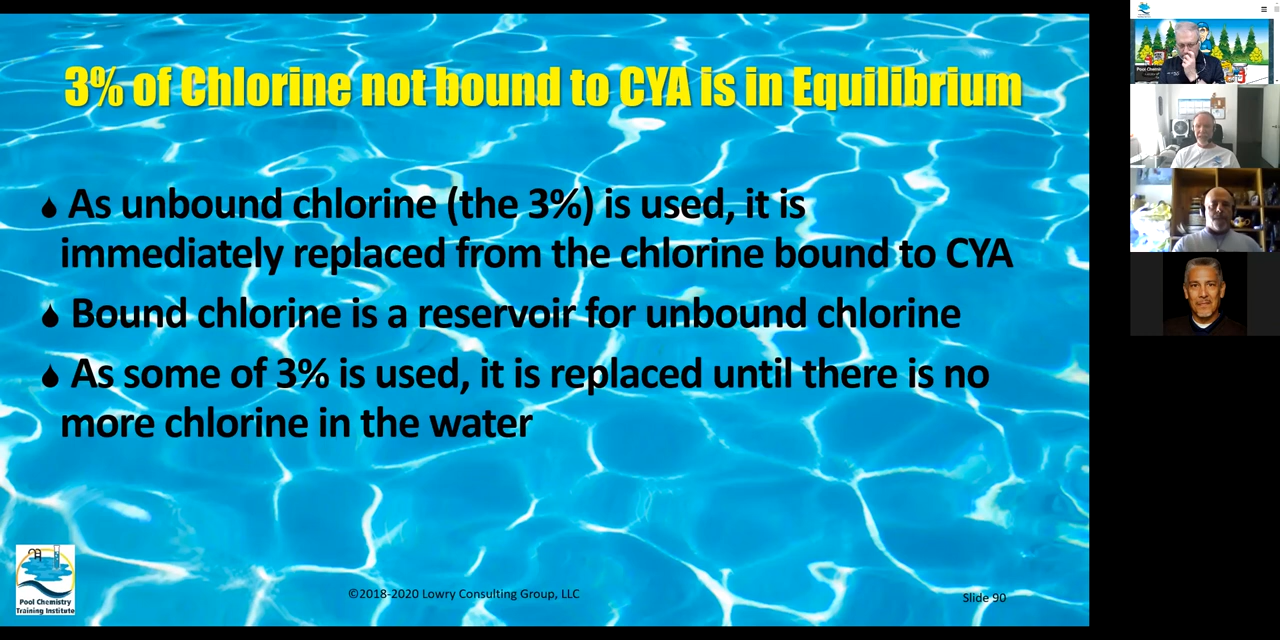 3% of Chlorine not bound to CYA is in Equilibrium
As unbound chlorine (the 3%) is used, it is
immediately replaced from the chlorine bound to CYA
Bound chlorine is a reservoir for unbound chlorine
As some of 3% is used, it is replaced until there is no
more chlorine in the water
Pool Chemistry
Training Institute
©2018-2020 Lowry Consulting Group, LLC
Slide 90